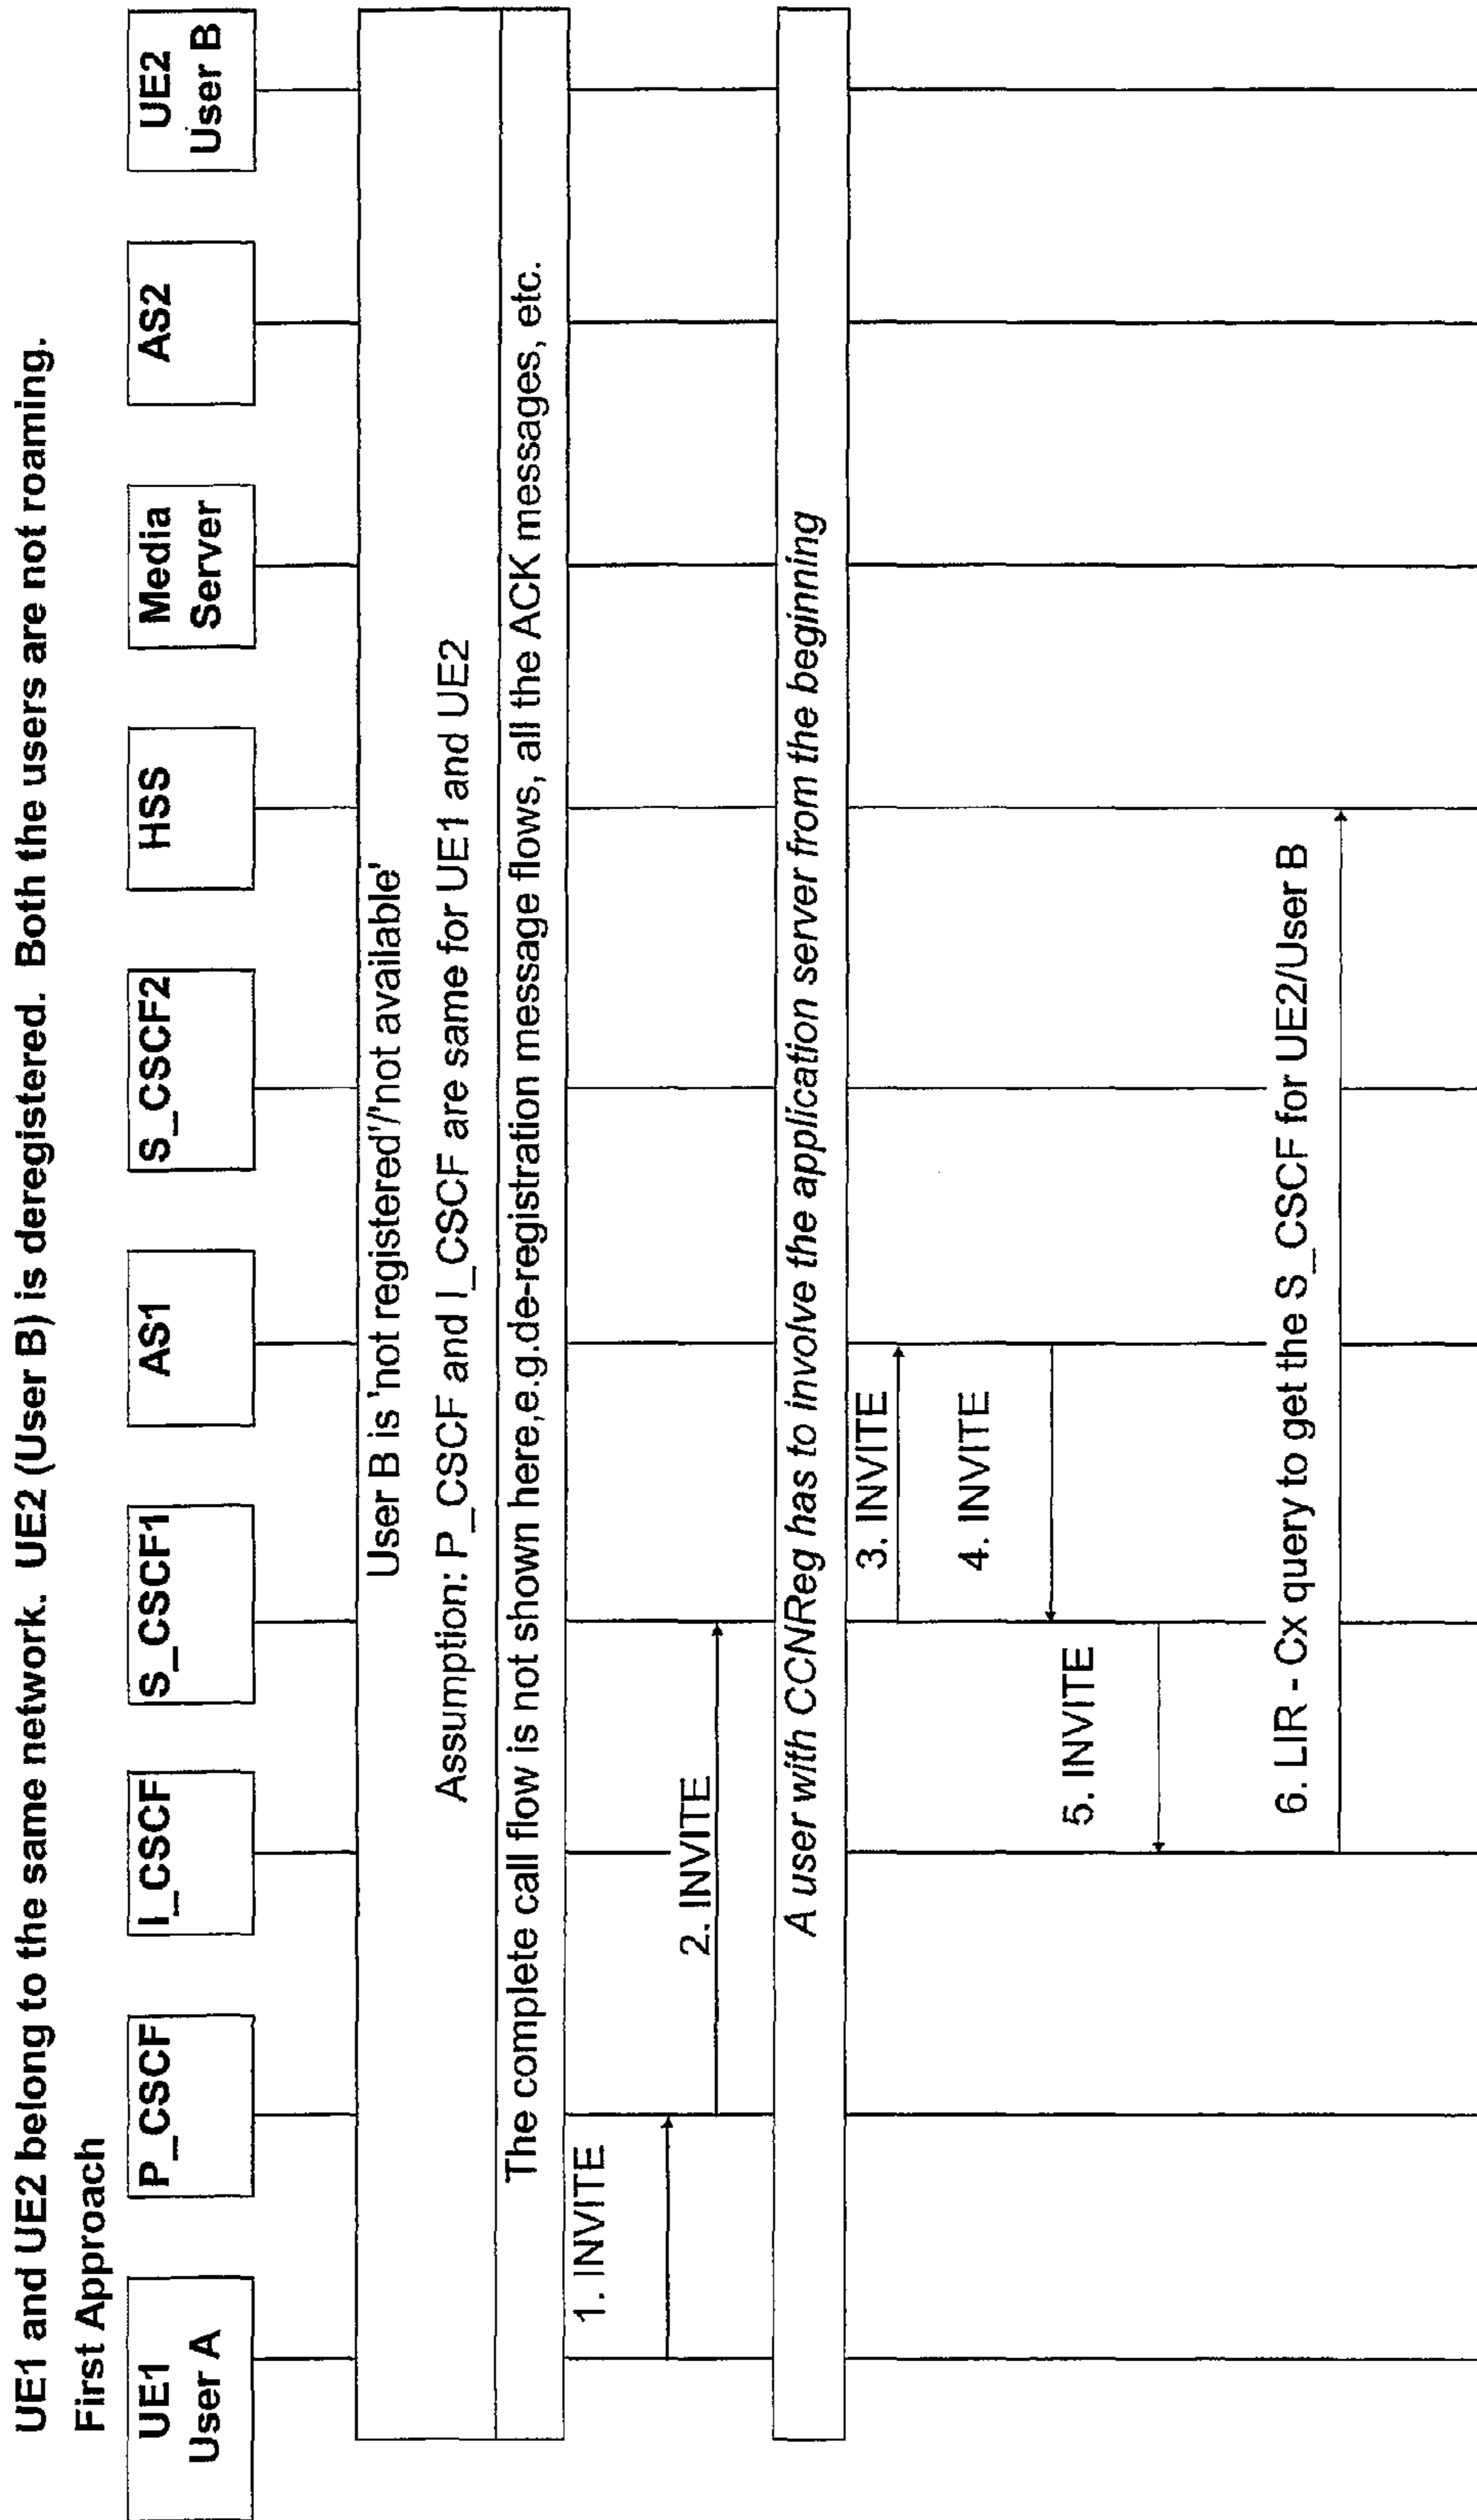 UE1 and UE2 belong to the same network. UE2 (User B) is deregistered. Both the users are not roaming.
First Approach
UE1
User A
P_CSCF
I_CSCF
S_CSCF1
AS1
S_CSCF2
HSS
Media
Server
AS2
UE2
User B
User B is 'not registered'/'not available'
Assumption: P_CSCF and I_CSCF are same for UE1 and UE2
The complete call flow is not shown here,e.g.de-registration message flows, all the ACK messages, etc.
1. INVITE
2. INVITE
A user with CCNReg has to involve the application server from the beginning
3. INVITE
4. INVITE
5. INVITE
6. LIR - Cx query to get the S_CSCF for UE2/User B